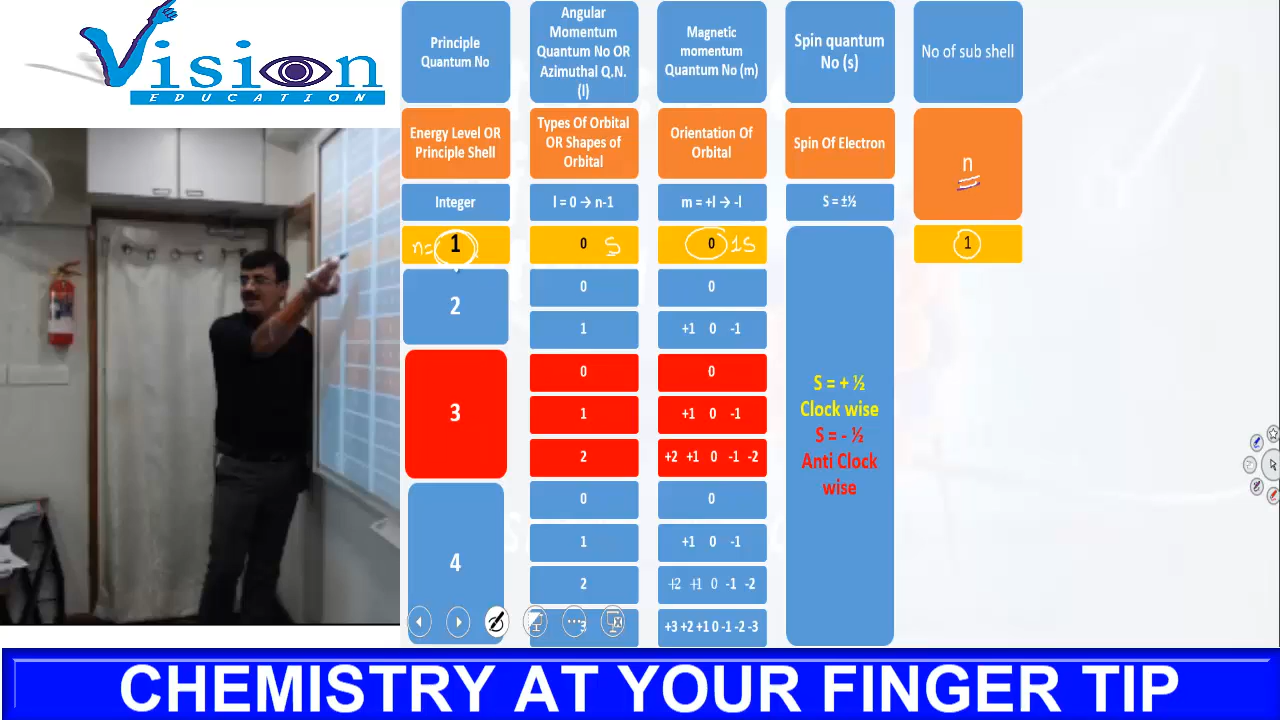 Vision
EDUCATION
Principle
Quantum No
Angular
Momentum
Quantum No OR
Azimuthal Q.N.
(l)
Magnetic
momentum
Quantum No (m)
Spin quantum
No (s)
No of sub shell
Energy Level OR
Principle Shell
Types Of Orbital
OR Shapes of
Orbital
Orientation Of
Orbital
Spin Of Electron
n
Integer
l = 0 → n-1
m = +l → -l
S = ±½
n= 1
0 S
0 1S
1
2
0
0
1
+1 0 -1
3
0
0
1
+1 0 -1
2
+2 +1 0 -1 -2
S = + ½
Clock wise
S = - ½
Anti Clock
wise
4
0
0
1
+1 0 -1
2
+2 +1 0 -1 -2
3
+3 +2 +1 0 -1 -2 -3
CHEMISTRY AT YOUR FINGER TIP